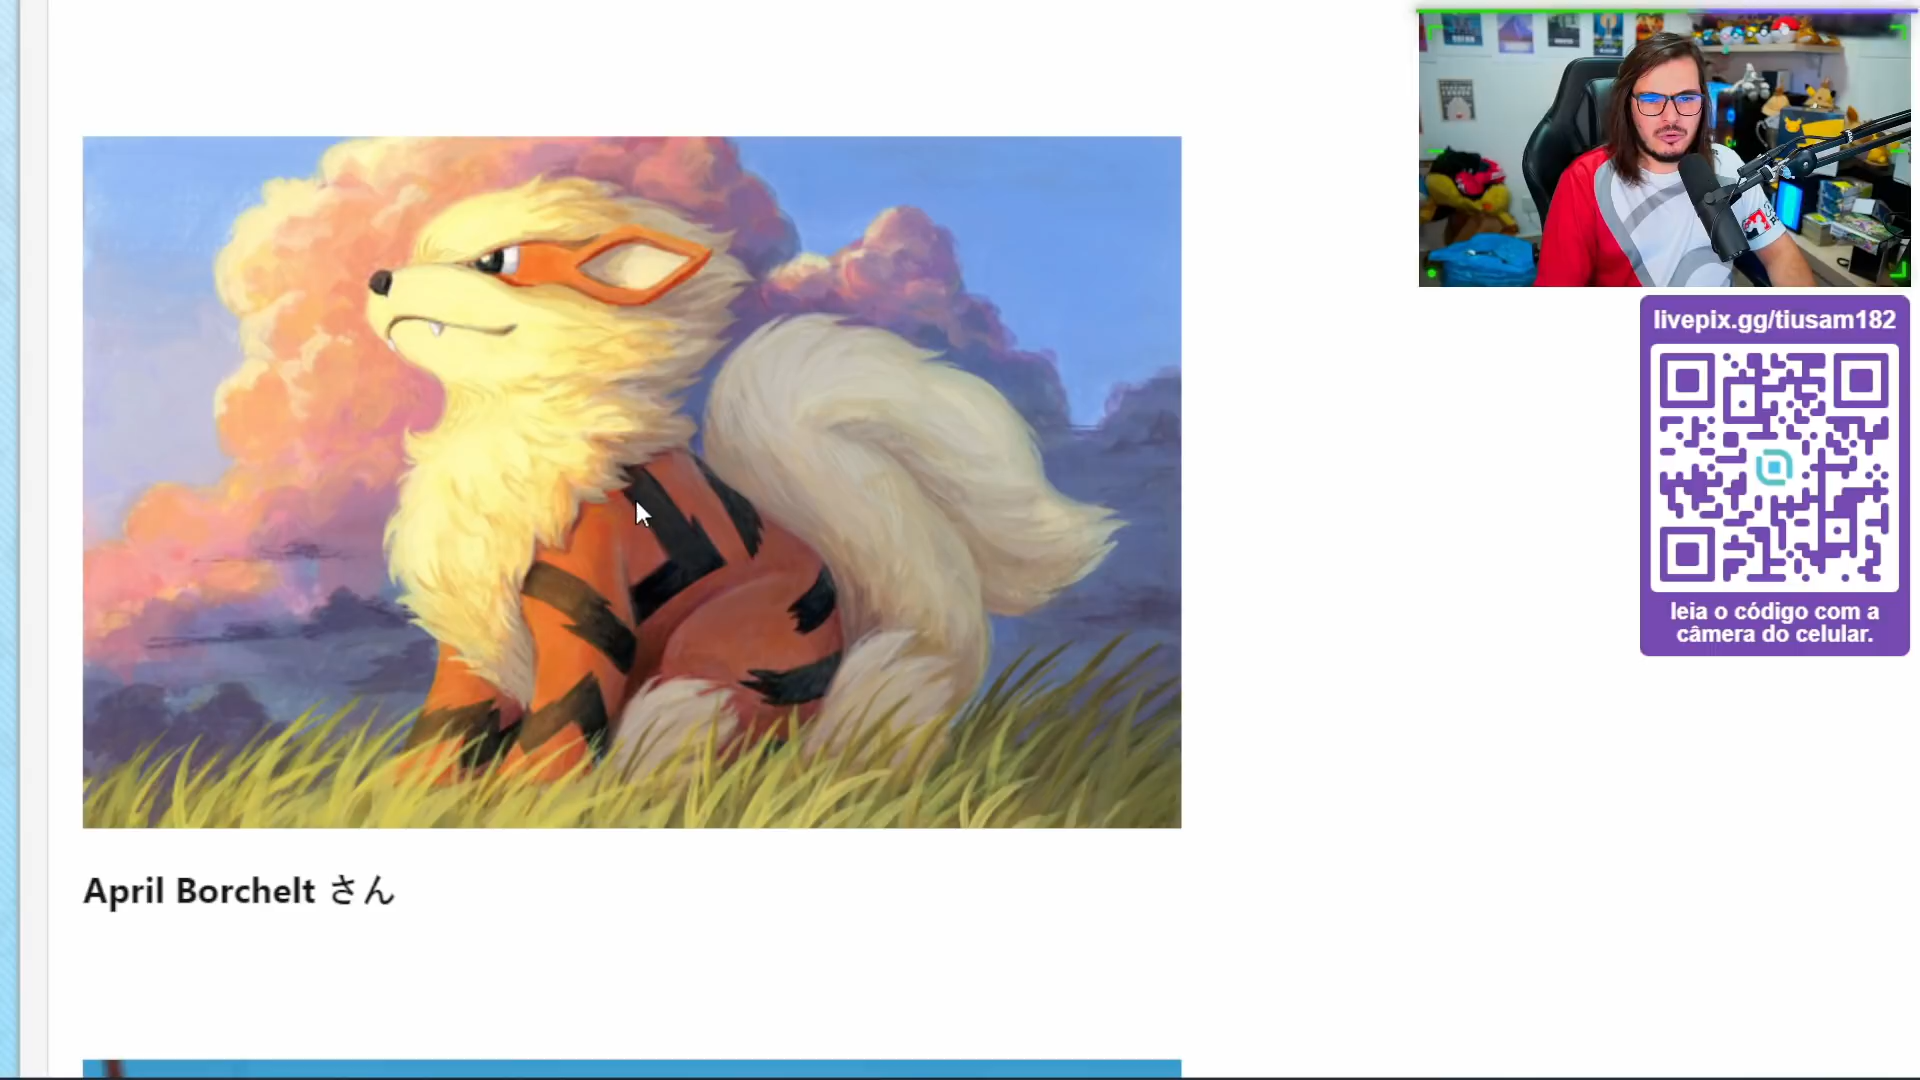 livepix.gg/tiusam182
leia o código com a
câmera do celular.
April Borchelt さん